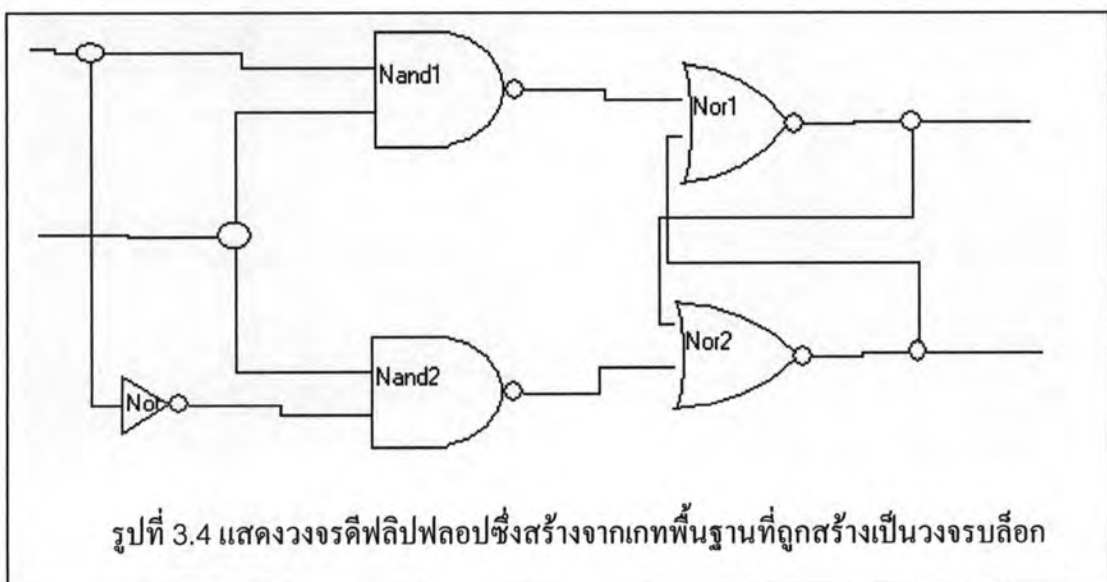 Nand1
Nor1
Nor2
Nand2
Not
รูปที่ 3.4 แสดงวงจรดีฟลิปฟลอปซึ่งสร้างจากเกทพื้นฐานที่ถูกสร้างเป็นวงจรบล็อก